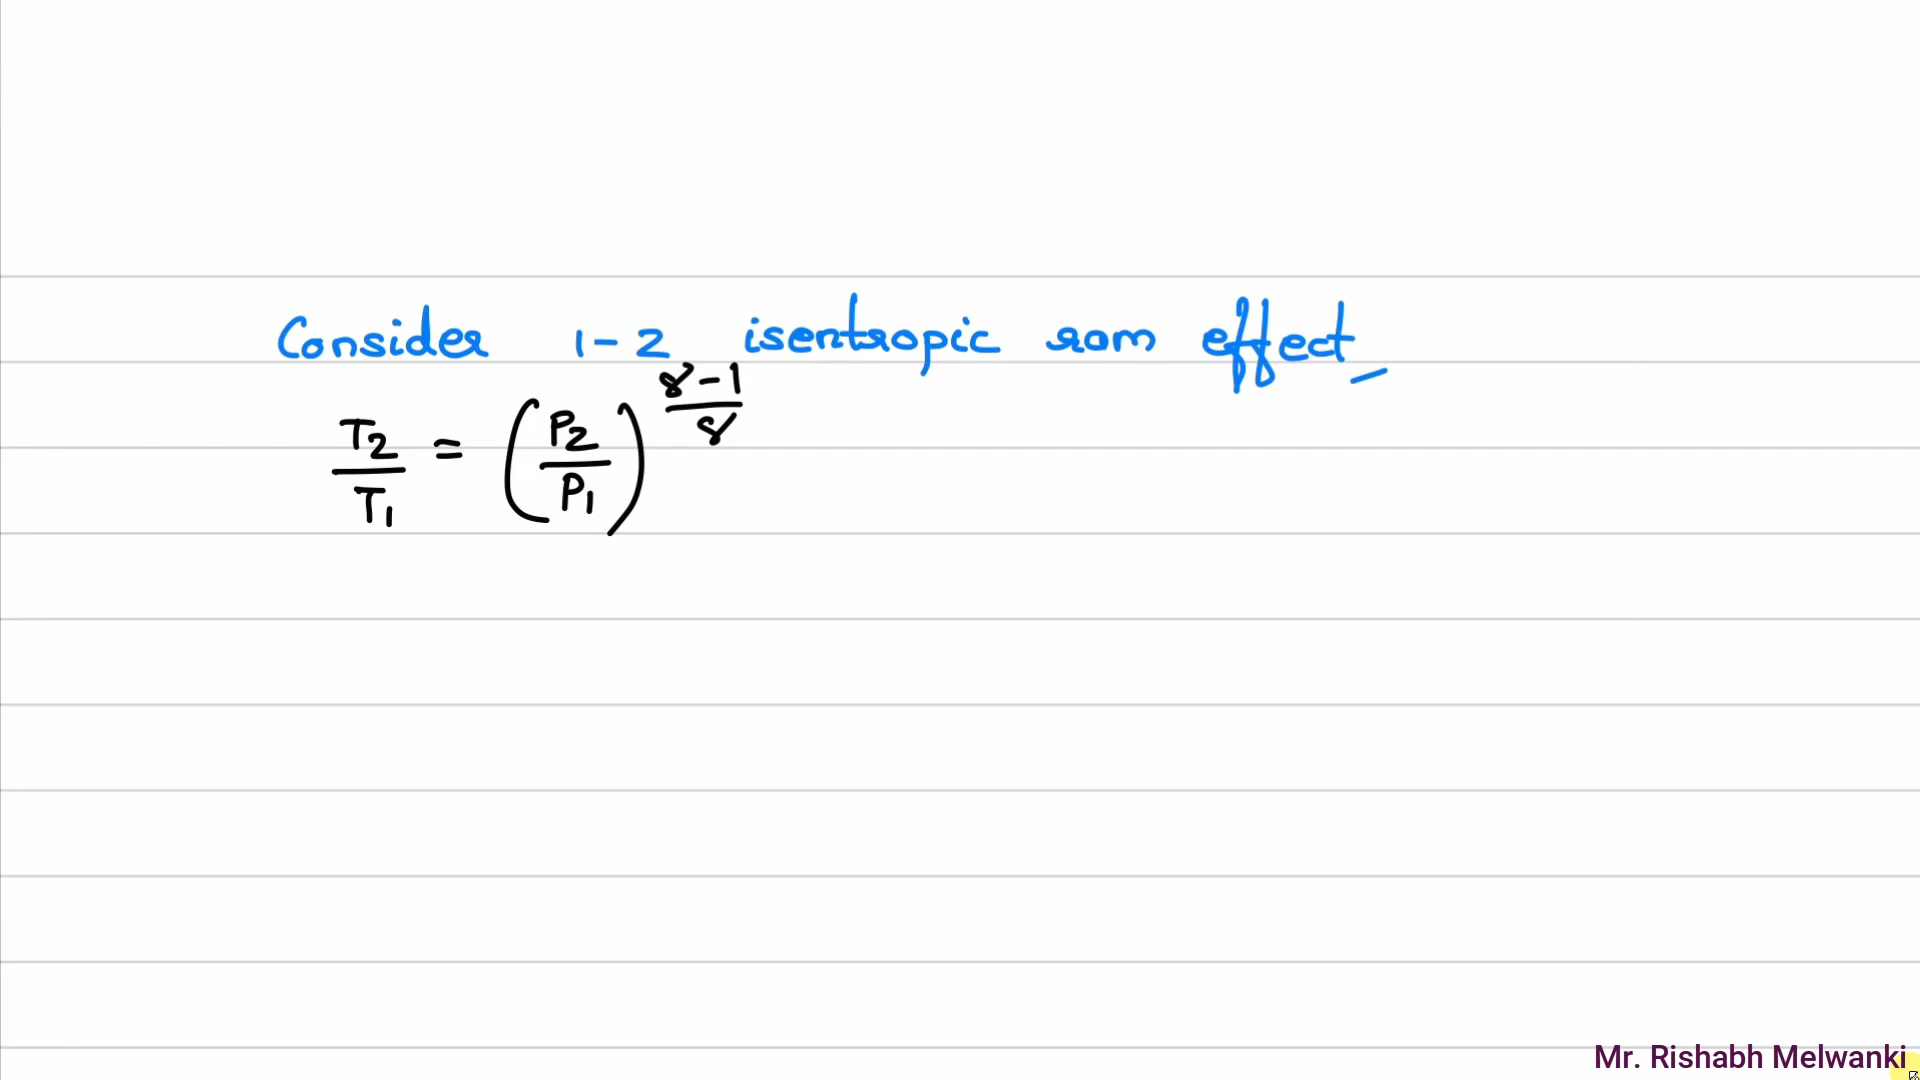 Consider 1-2 isentropic ram effect
T2/T1 = (P2/P1)^((γ-1)/γ)
Mr. Rishabh Melwanki